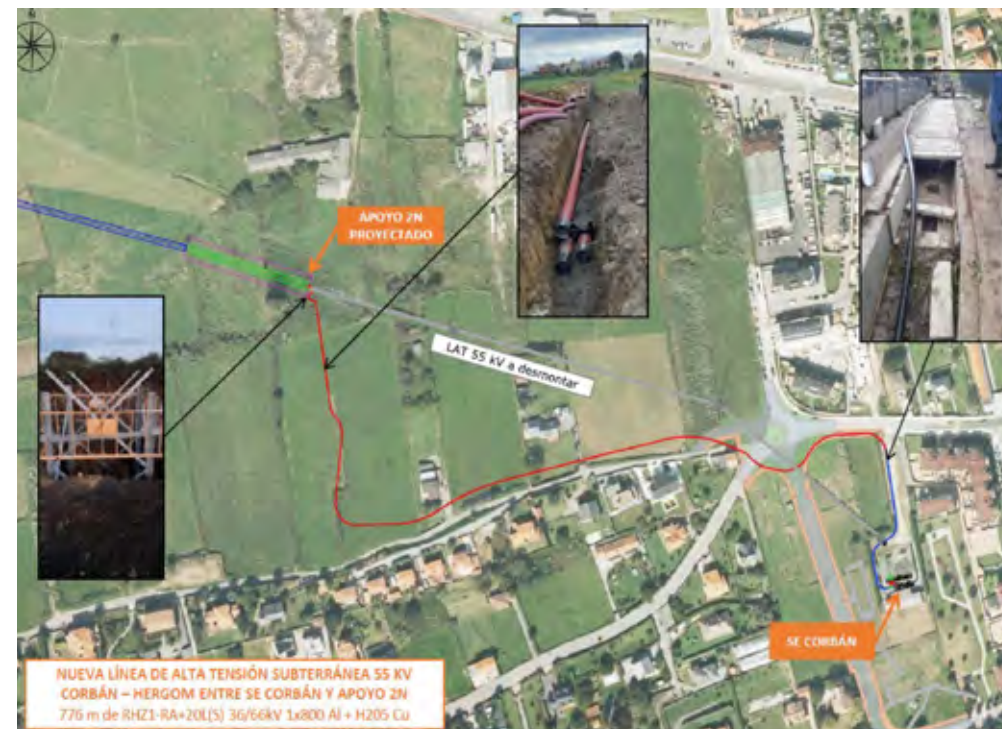 APOYO 2N
PROYECTADO
LAT 55 kV a desmontar
SE CORBÁN
NUEVA LÍNEA DE ALTA TENSIÓN SUBTERRÁNEA 55 KV
CORBÁN – HERGOM ENTRE SE CORBÁN Y APOYO 2N
776 m de RHZ1-RA+20L(S) 36/66kV 1x800 Al + H205 Cu